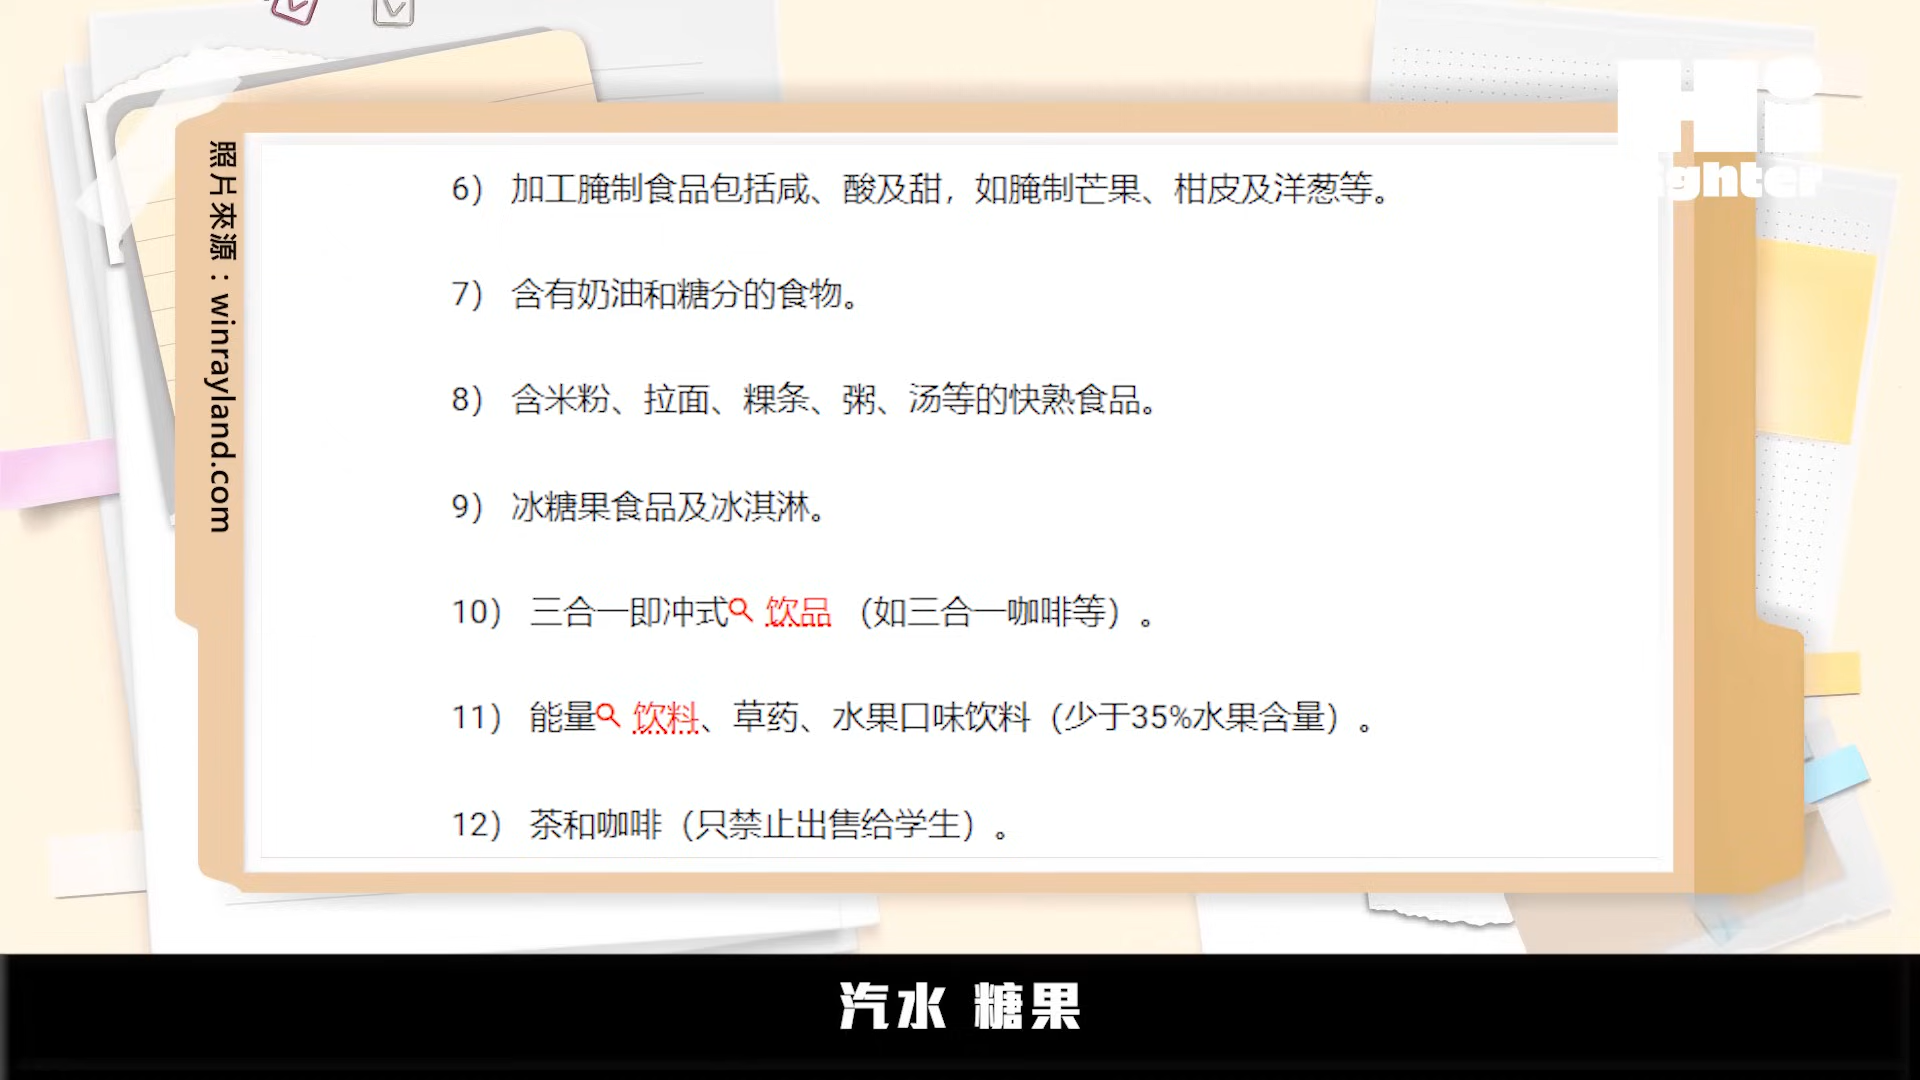 照片來源：winrayland.com
Hi
ghter
6） 加工腌制食品包括咸、酸及甜，如腌制芒果、柑皮及洋葱等。
7） 含有奶油和糖分的食物。
8） 含米粉、拉面、粿条、粥、汤等的快熟食品。
9） 冰糖果食品及冰淇淋。
10） 三合一即冲式 饮品 （如三合一咖啡等）。
11） 能量 饮料、草药、水果口味饮料（少于35%水果含量）。
12） 茶和咖啡（只禁止出售给学生）。
汽水 糖果